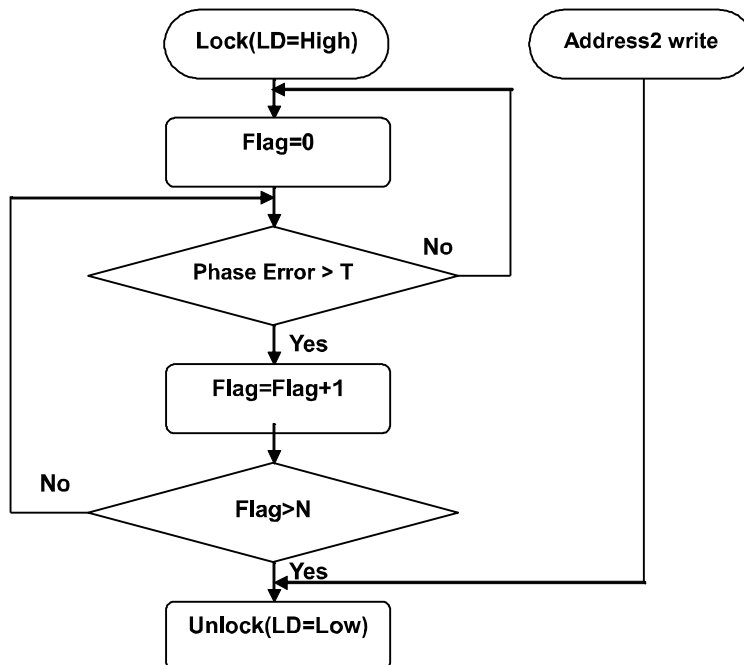 Lock(LD=High)
Address2 write
Flag=0
No
Phase Error > T
Yes
Flag=Flag+1
No
Flag>N
Yes
Unlock(LD=Low)